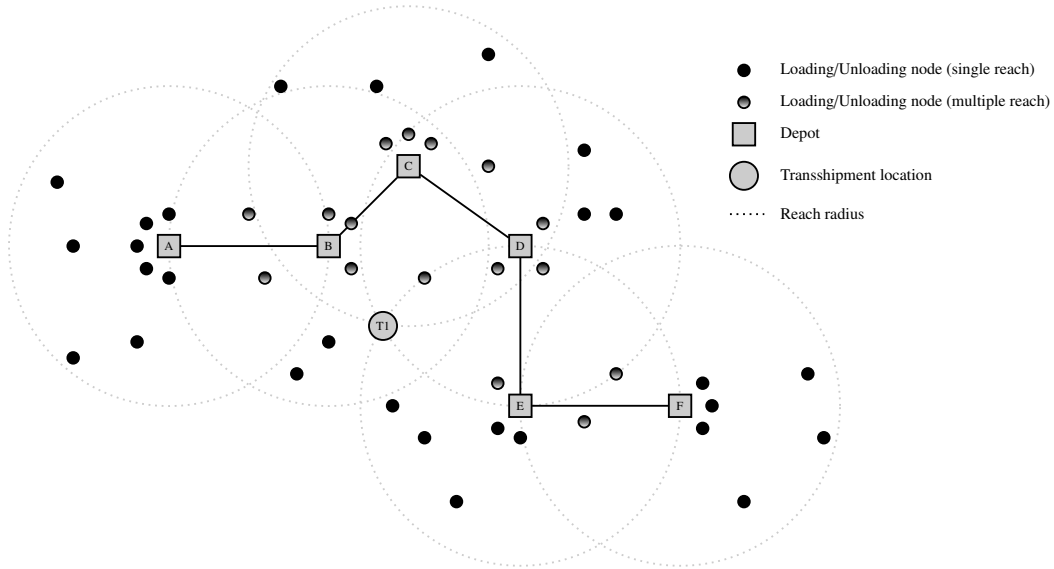 Loading/Unloading node (single reach)
Loading/Unloading node (multiple reach)
Depot
Transshipment location
Reach radius
C
A
B
D
T1
E
F